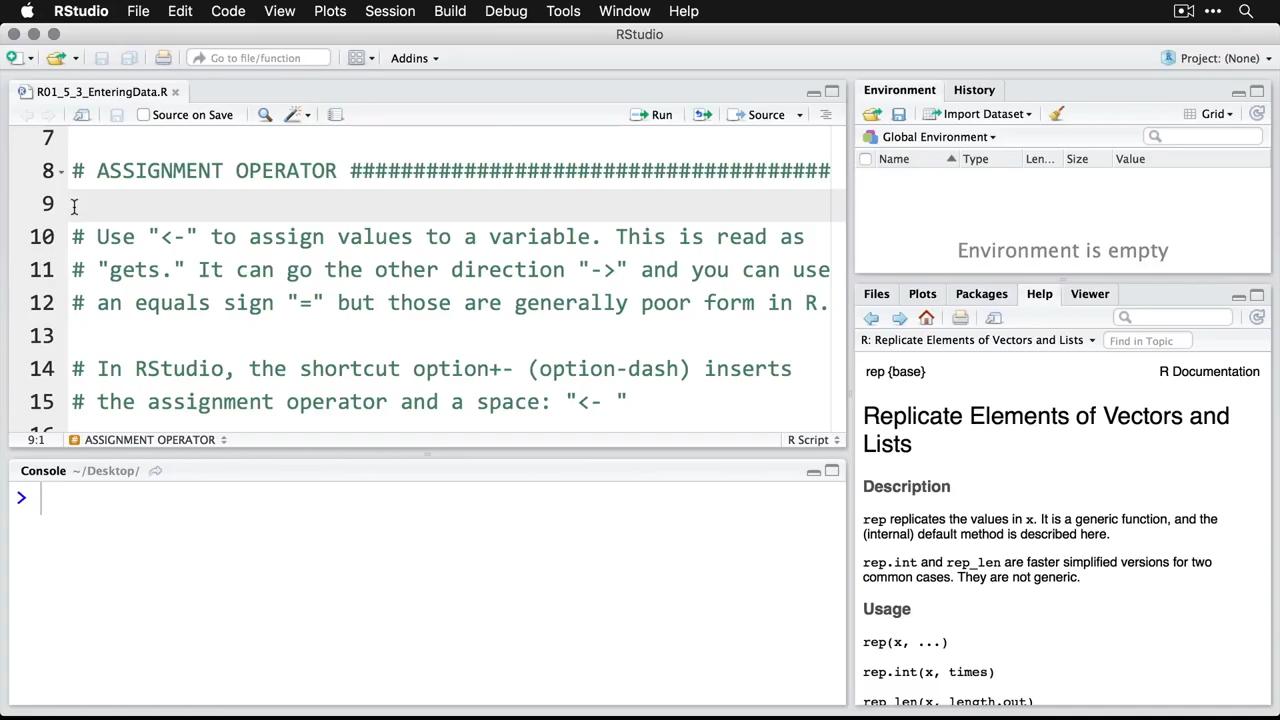 RStudio File Edit Code View Plots Session Build Debug Tools Window Help
RStudio
Go to file/function Addins Project: (None)
R01_5_3_EnteringData.R
Source on Save Run Source
7
8 # ASSIGNMENT OPERATOR ######################################
9
10 # Use "<-" to assign values to a variable. This is read as
11 # "gets." It can go the other direction "->" and you can use
12 # an equals sign "=" but those are generally poor form in R.
13
14 # In RStudio, the shortcut option+- (option-dash) inserts
15 # the assignment operator and a space: "<- "
9:1 # ASSIGNMENT OPERATOR R Script
Console ~/Desktop/
>
Environment History
Import Dataset Grid
Global Environment
Name Type Len... Size Value
Environment is empty
Files Plots Packages Help Viewer
R: Replicate Elements of Vectors and Lists Find in Topic
rep {base} R Documentation
Replicate Elements of Vectors and
Lists
Description
rep replicates the values in x. It is a generic function, and the
(internal) default method is described here.
rep.int and rep_len are faster simplified versions for two
common cases. They are not generic.
Usage
rep(x, ...)
rep.int(x, times)
rep_len(x, length.out)